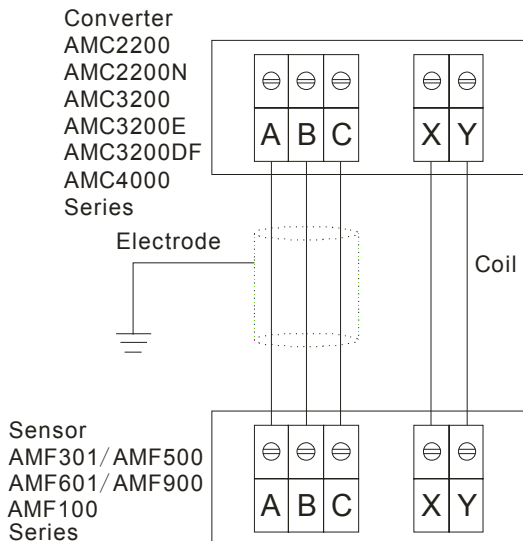 Converter
AMC2200
AMC2200N
AMC3200
AMC3200E
AMC3200DF
AMC4000
Series
A B C X Y
Electrode
Coil
Sensor
AMF301/AMF500
AMF601/AMF900
AMF100
Series
A B C X Y